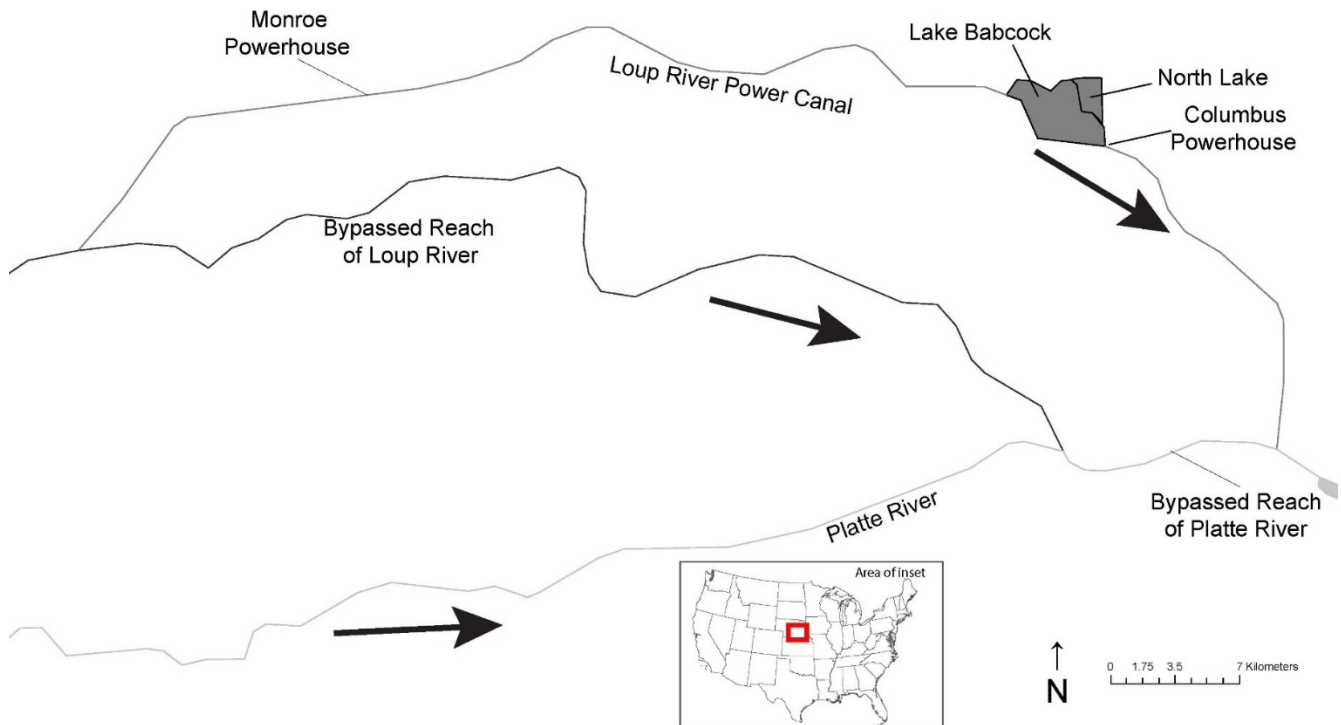 Monroe
Powerhouse
Loup River Power Canal
Lake Babcock
North Lake
Columbus
Powerhouse
Bypassed Reach
of Loup River
Platte River
Bypassed Reach
of Platte River
Area of inset
N
0 1.75 3.5 7 Kilometers